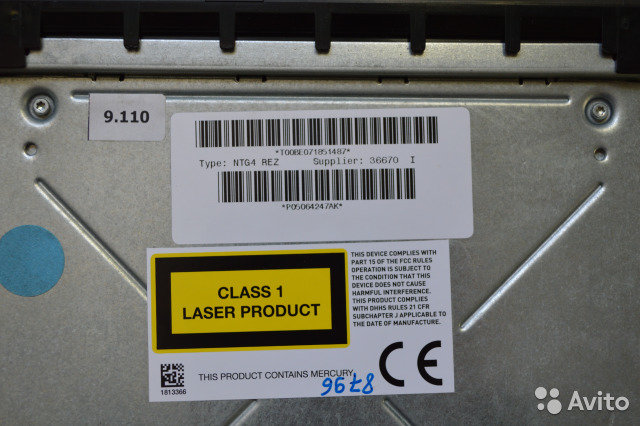 9.110
*T00BE071851487*
Type: NTG4 REZ Supplier: 36670 I
*P05064247AK*
CLASS 1
LASER PRODUCT
THIS DEVICE COMPLIES WITH
PART 15 OF THE FCC RULES
OPERATION IS SUBJECT TO
THE CONDITION THAT THIS
DEVICE DOES NOT CAUSE
HARMFUL INTERFERENCE.
THIS PRODUCT COMPLIES
WITH DHHS RULES 21 CFR
SUBCHAPTER J APPLICABLE TO
THE DATE OF MANUFACTURE.
1813366
THIS PRODUCT CONTAINS MERCURY
8796
CE
Avito